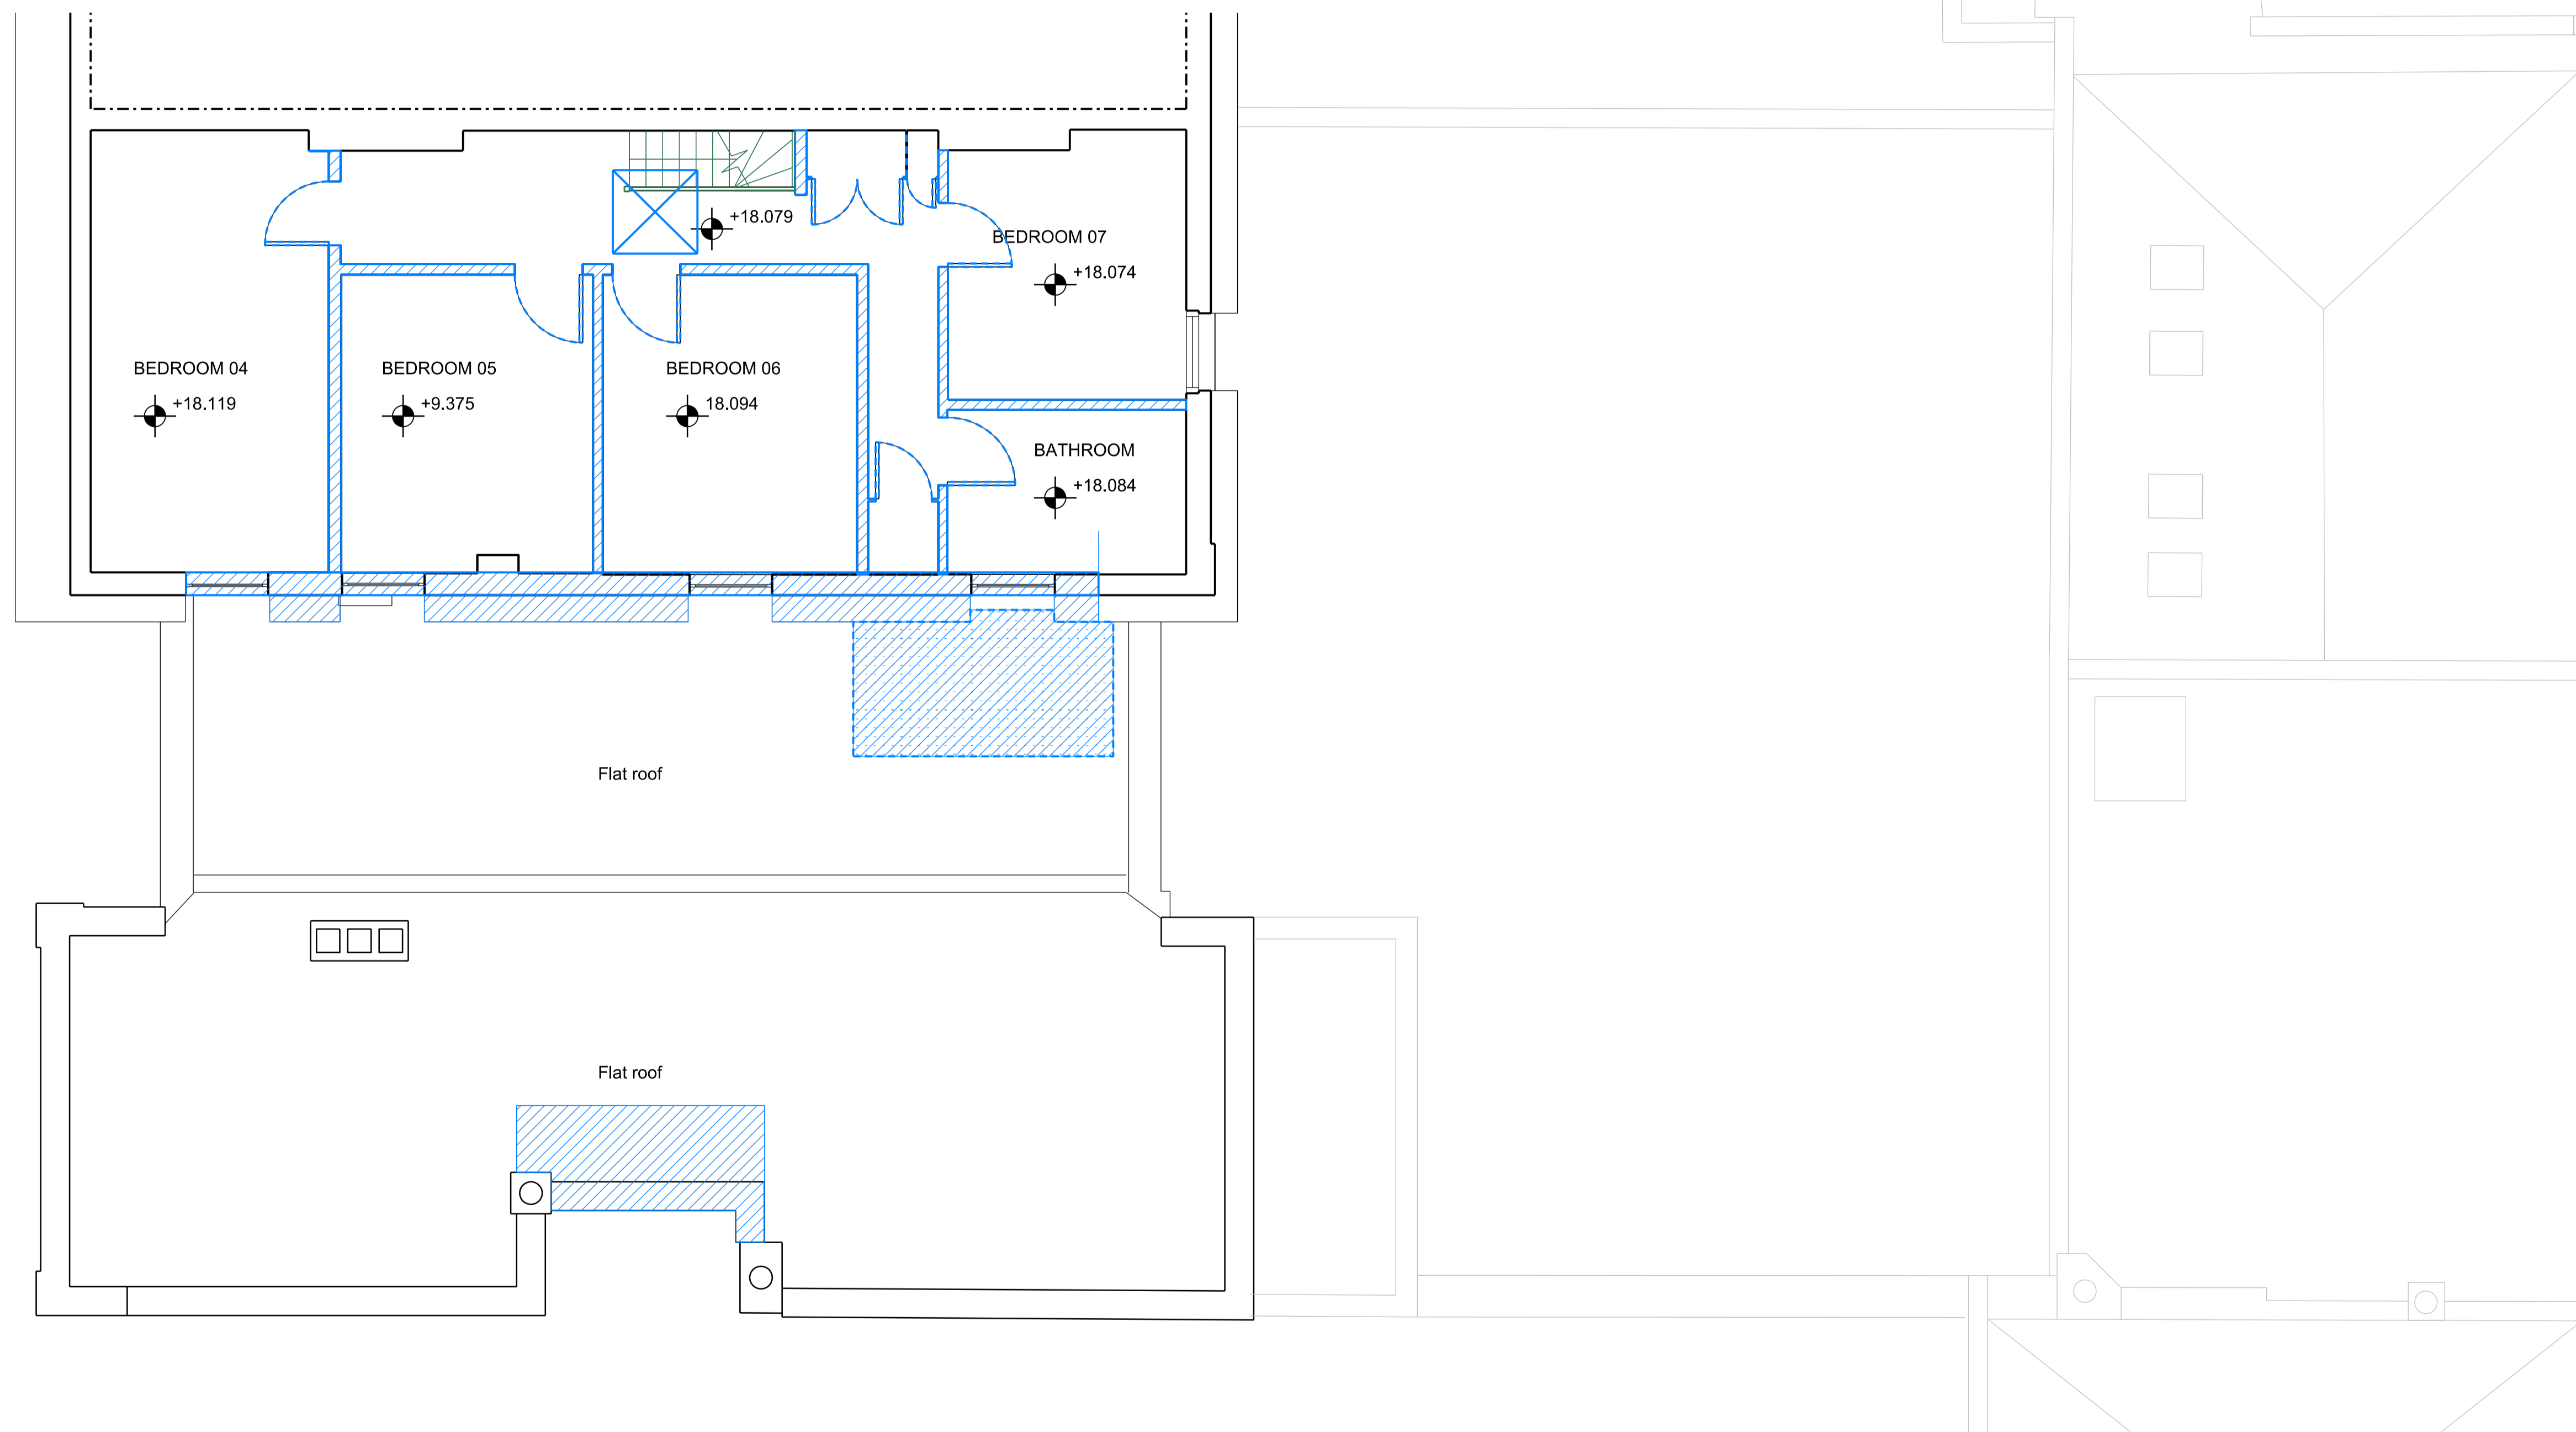 +18.079
BEDROOM 07
+18.074
BEDROOM 04
+18.119
BEDROOM 05
+9.375
BEDROOM 06
18.094
BATHROOM
+18.084
Flat roof
Flat roof